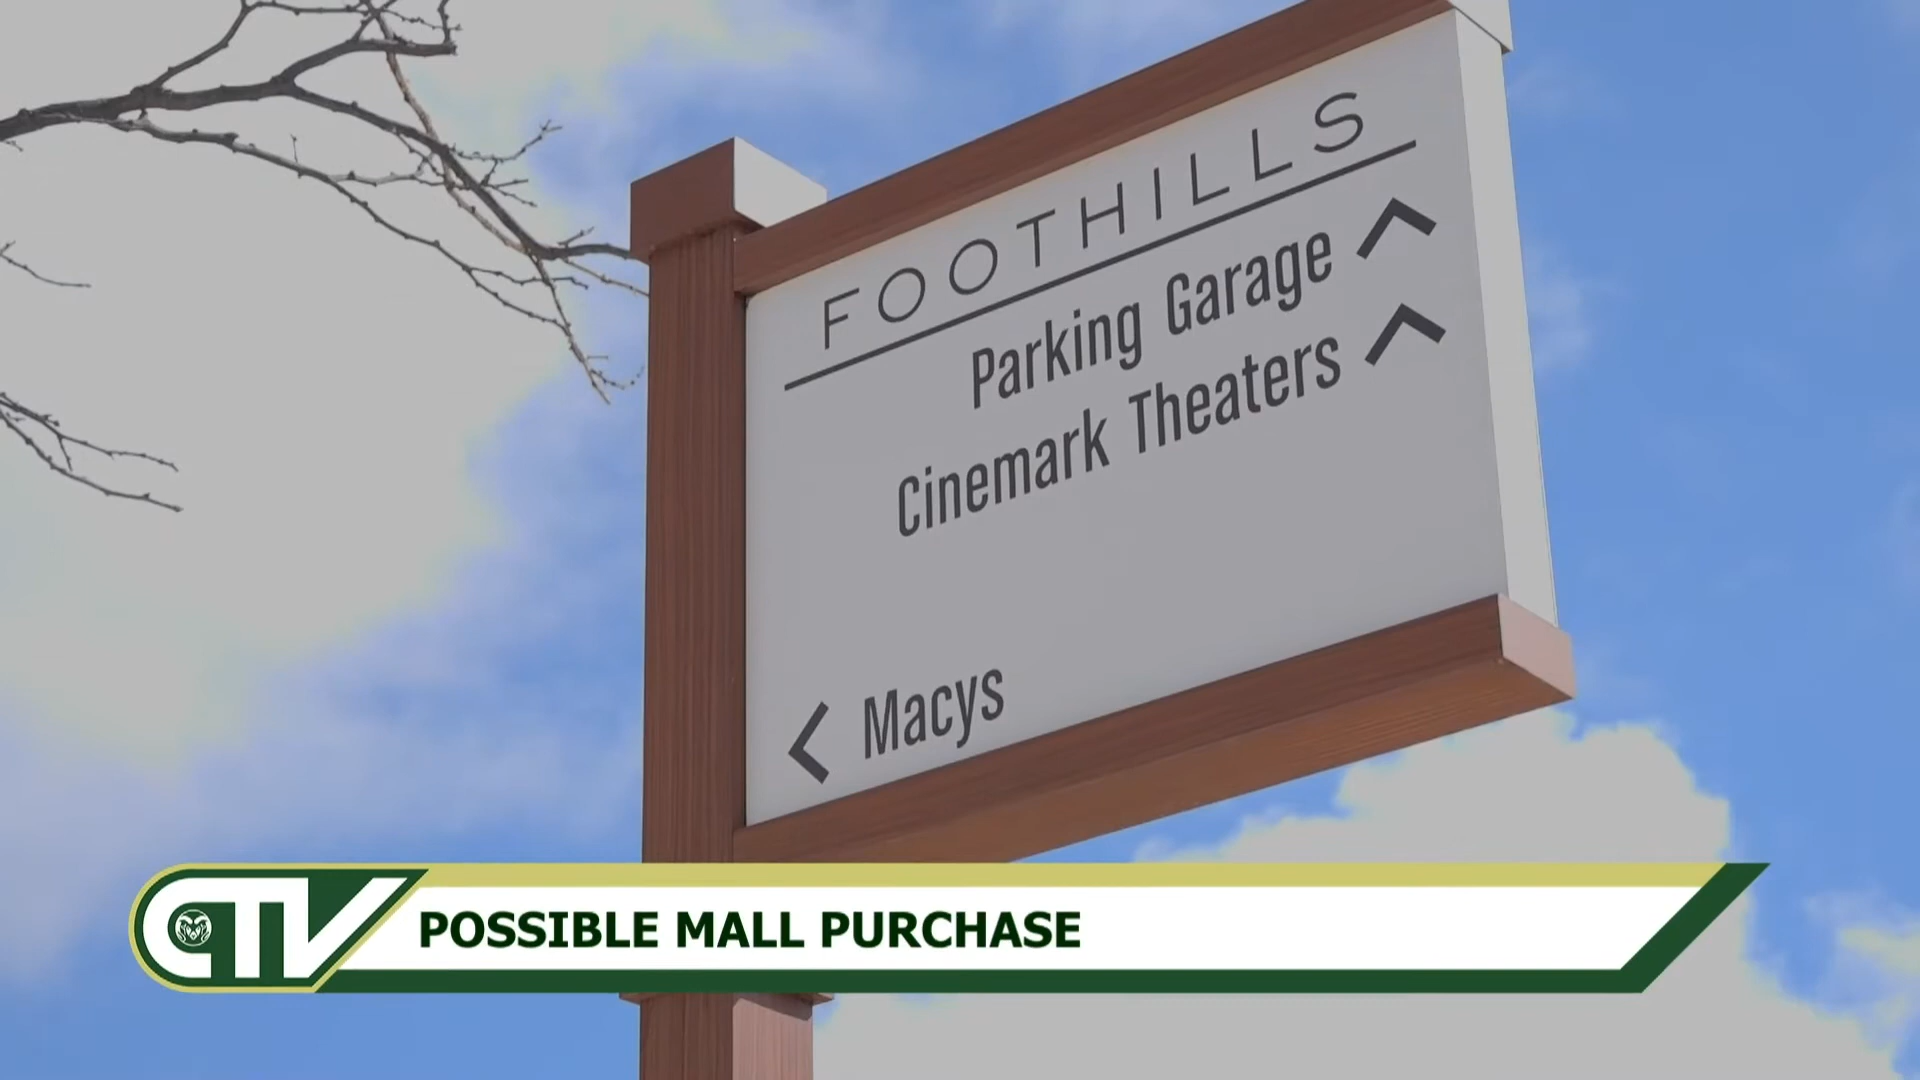 FOOTHILLS
Parking Garage
Cinemark Theaters
Macys
CTV
POSSIBLE MALL PURCHASE